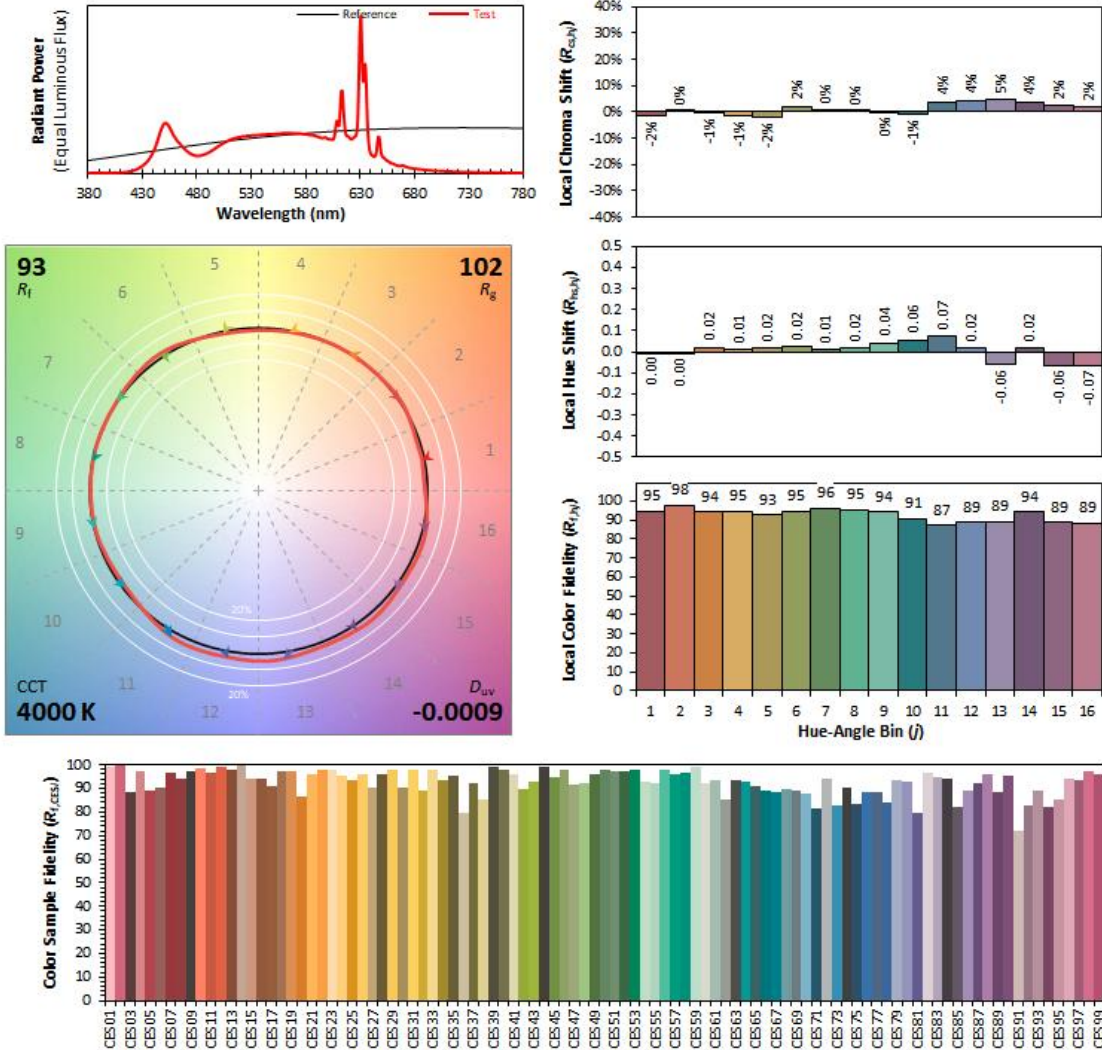 Radiant Power
(Equal Luminous Flux)
Reference
Test
380 430 480 530 580 630 680 730 780
Wavelength (nm)
Local Chroma Shift (Rcs,hj)
40%
30%
20%
10%
0%
-10%
-20%
-30%
-40%
-2% 0% -1% -1% -2% 2% 0% 0% 0% -1% 4% 4% 5% 4% 2% 2%
93
Rf
102
Rg
5 4
6 3
7 2
8 1
9 16
10 15
11 14
12 13
20%
20%
CCT
4000 K
Duv
-0.0009
Local Hue Shift (Rhs,hj)
0.5
0.4
0.3
0.2
0.1
0.0
-0.1
-0.2
-0.3
-0.4
-0.5
0.00 0.00 0.02 0.01 0.02 0.02 0.01 0.02 0.04 0.06 0.07 0.02 -0.06 0.02 -0.06 -0.07
Local Color Fidelity (Rf,hj)
100
90
80
70
60
50
40
30
20
10
0
95 98 94 95 93 95 96 95 94 91 87 89 89 94 89 89
1 2 3 4 5 6 7 8 9 10 11 12 13 14 15 16
Hue-Angle Bin (j)
Color Sample Fidelity (Rf,CESi)
100
90
80
70
60
50
40
30
20
10
0
CES01 CES03 CES05 CES07 CES09 CES11 CES13 CES15 CES17 CES19 CES21 CES23 CES25 CES27 CES29 CES31 CES33 CES35 CES37 CES39 CES41 CES43 CES45 CES47 CES49 CES51 CES53 CES55 CES57 CES59 CES61 CES63 CES65 CES67 CES69 CES71 CES73 CES75 CES77 CES79 CES81 CES83 CES85 CES87 CES89 CES91 CES93 CES95 CES97 CES99